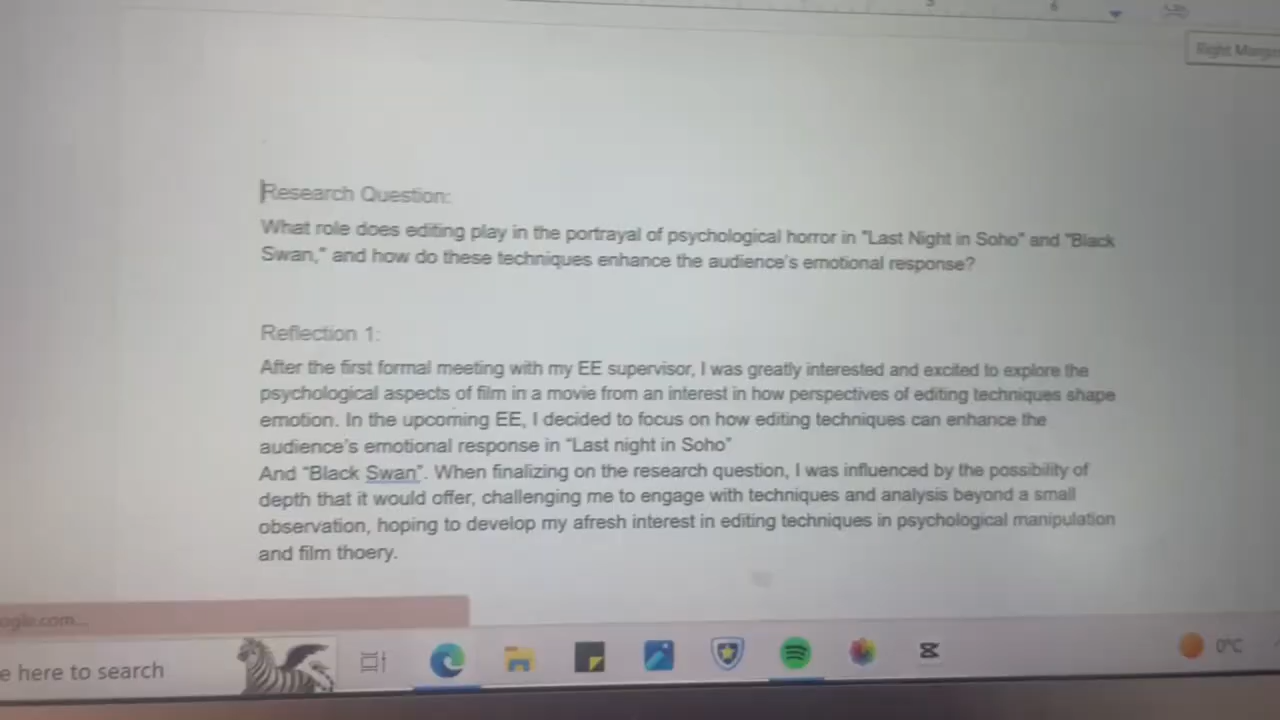 6
Right Margin
Research Question:
What role does editing play in the portrayal of psychological horror in "Last Night in Soho" and "Black
Swan," and how do these techniques enhance the audience's emotional response?
Reflection 1:
After the first formal meeting with my EE supervisor, I was greatly interested and excited to explore the
psychological aspects of film in a movie from an interest in how perspectives of editing techniques shape
emotion. In the upcoming EE, I decided to focus on how editing techniques can enhance the
audience's emotional response in "Last night in Soho"
And "Black Swan". When finalizing on the research question, I was influenced by the possibility of
depth that it would offer, challenging me to engage with techniques and analysis beyond a small
observation, hoping to develop my afresh interest in editing techniques in psychological manipulation
and film thoery.
ogle.com...
e here to search
0°C